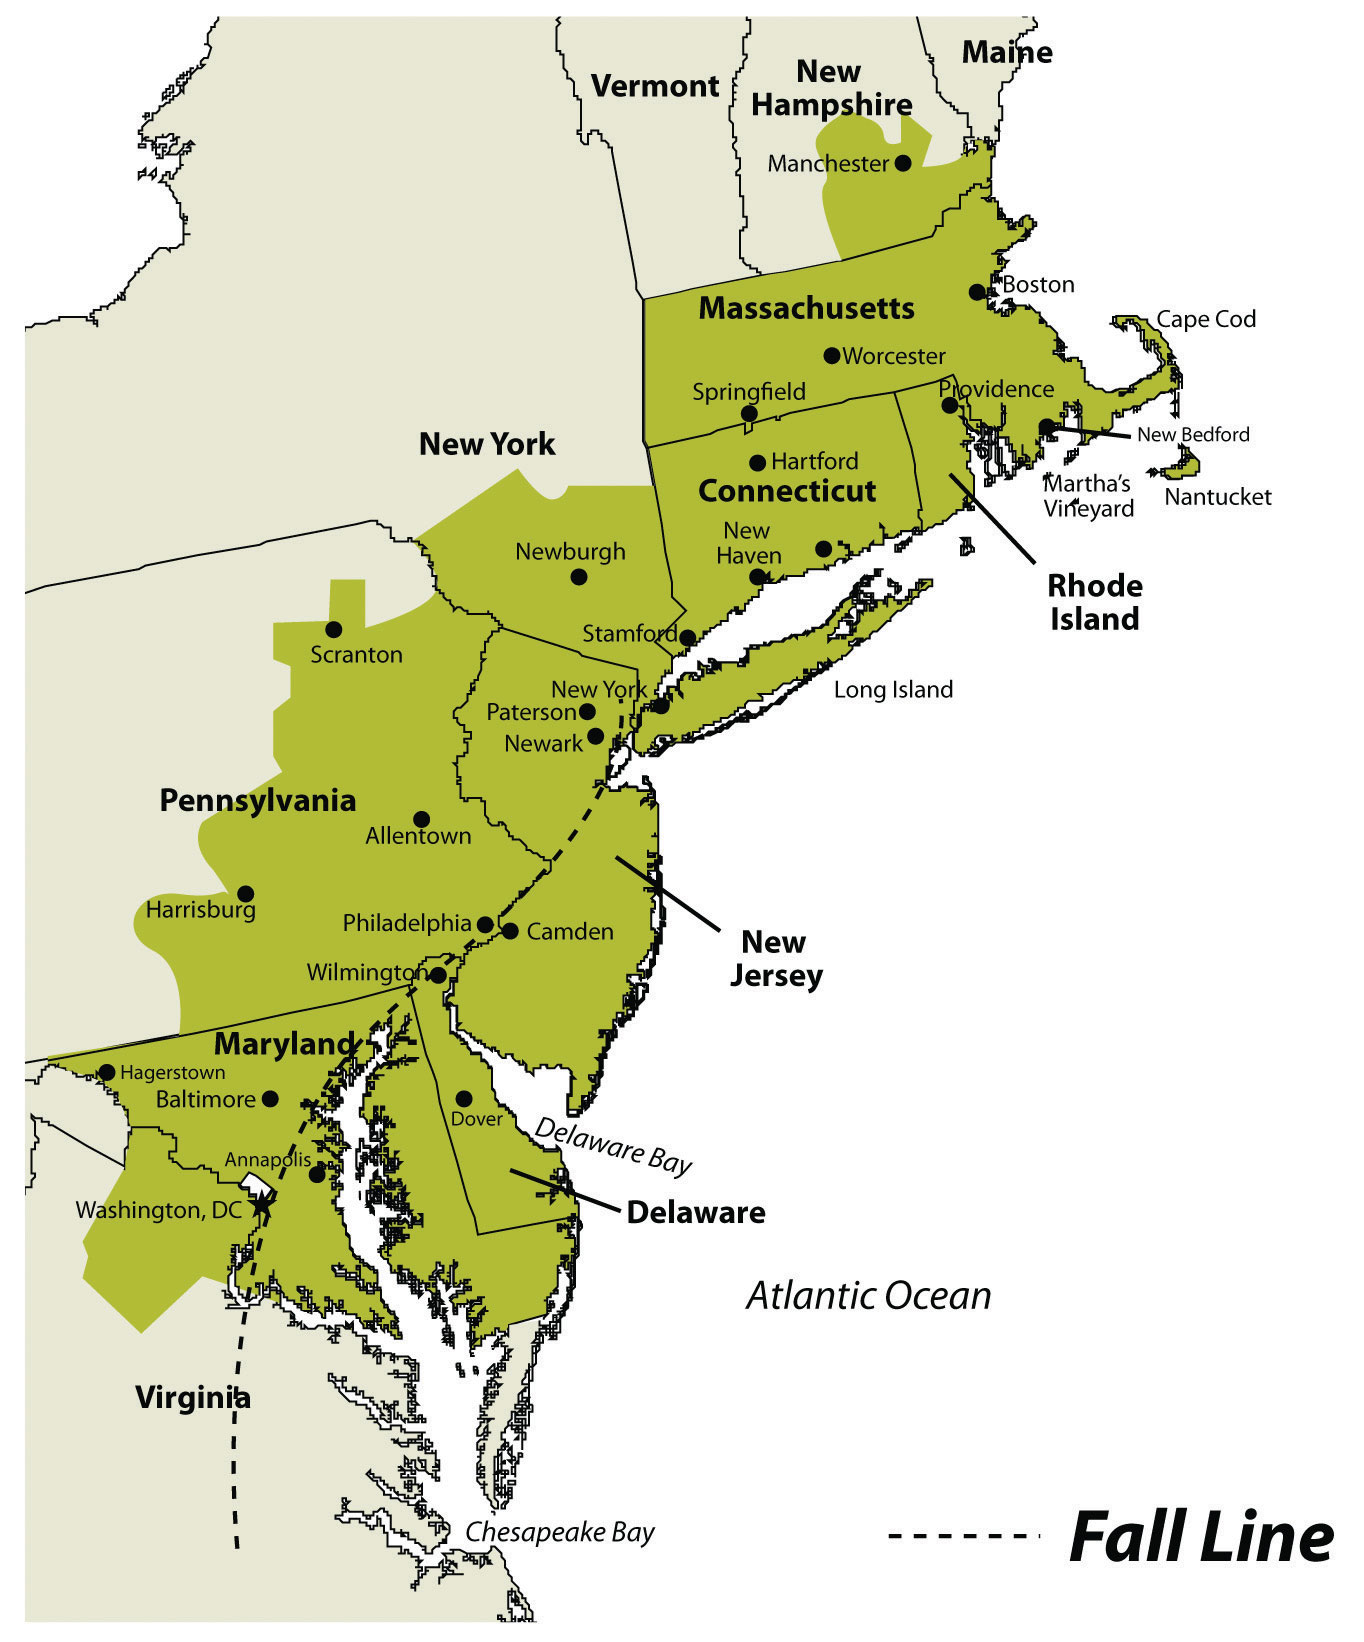 Maine
Vermont
New
Hampshire
Manchester
Boston
Massachusetts
Cape Cod
Worcester
Springfield
Providence
New Bedford
New York
Hartford
Connecticut
Martha's
Vineyard
Nantucket
New
Haven
Newburgh
Rhode
Island
Stamford
Scranton
New York
Long Island
Paterson
Newark
Pennsylvania
Allentown
Harrisburg
Philadelphia
Camden
New
Jersey
Wilmington
Maryland
Hagerstown
Baltimore
Dover
Delaware Bay
Annapolis
Washington, DC
Delaware
Atlantic Ocean
Virginia
Chesapeake Bay
Fall Line